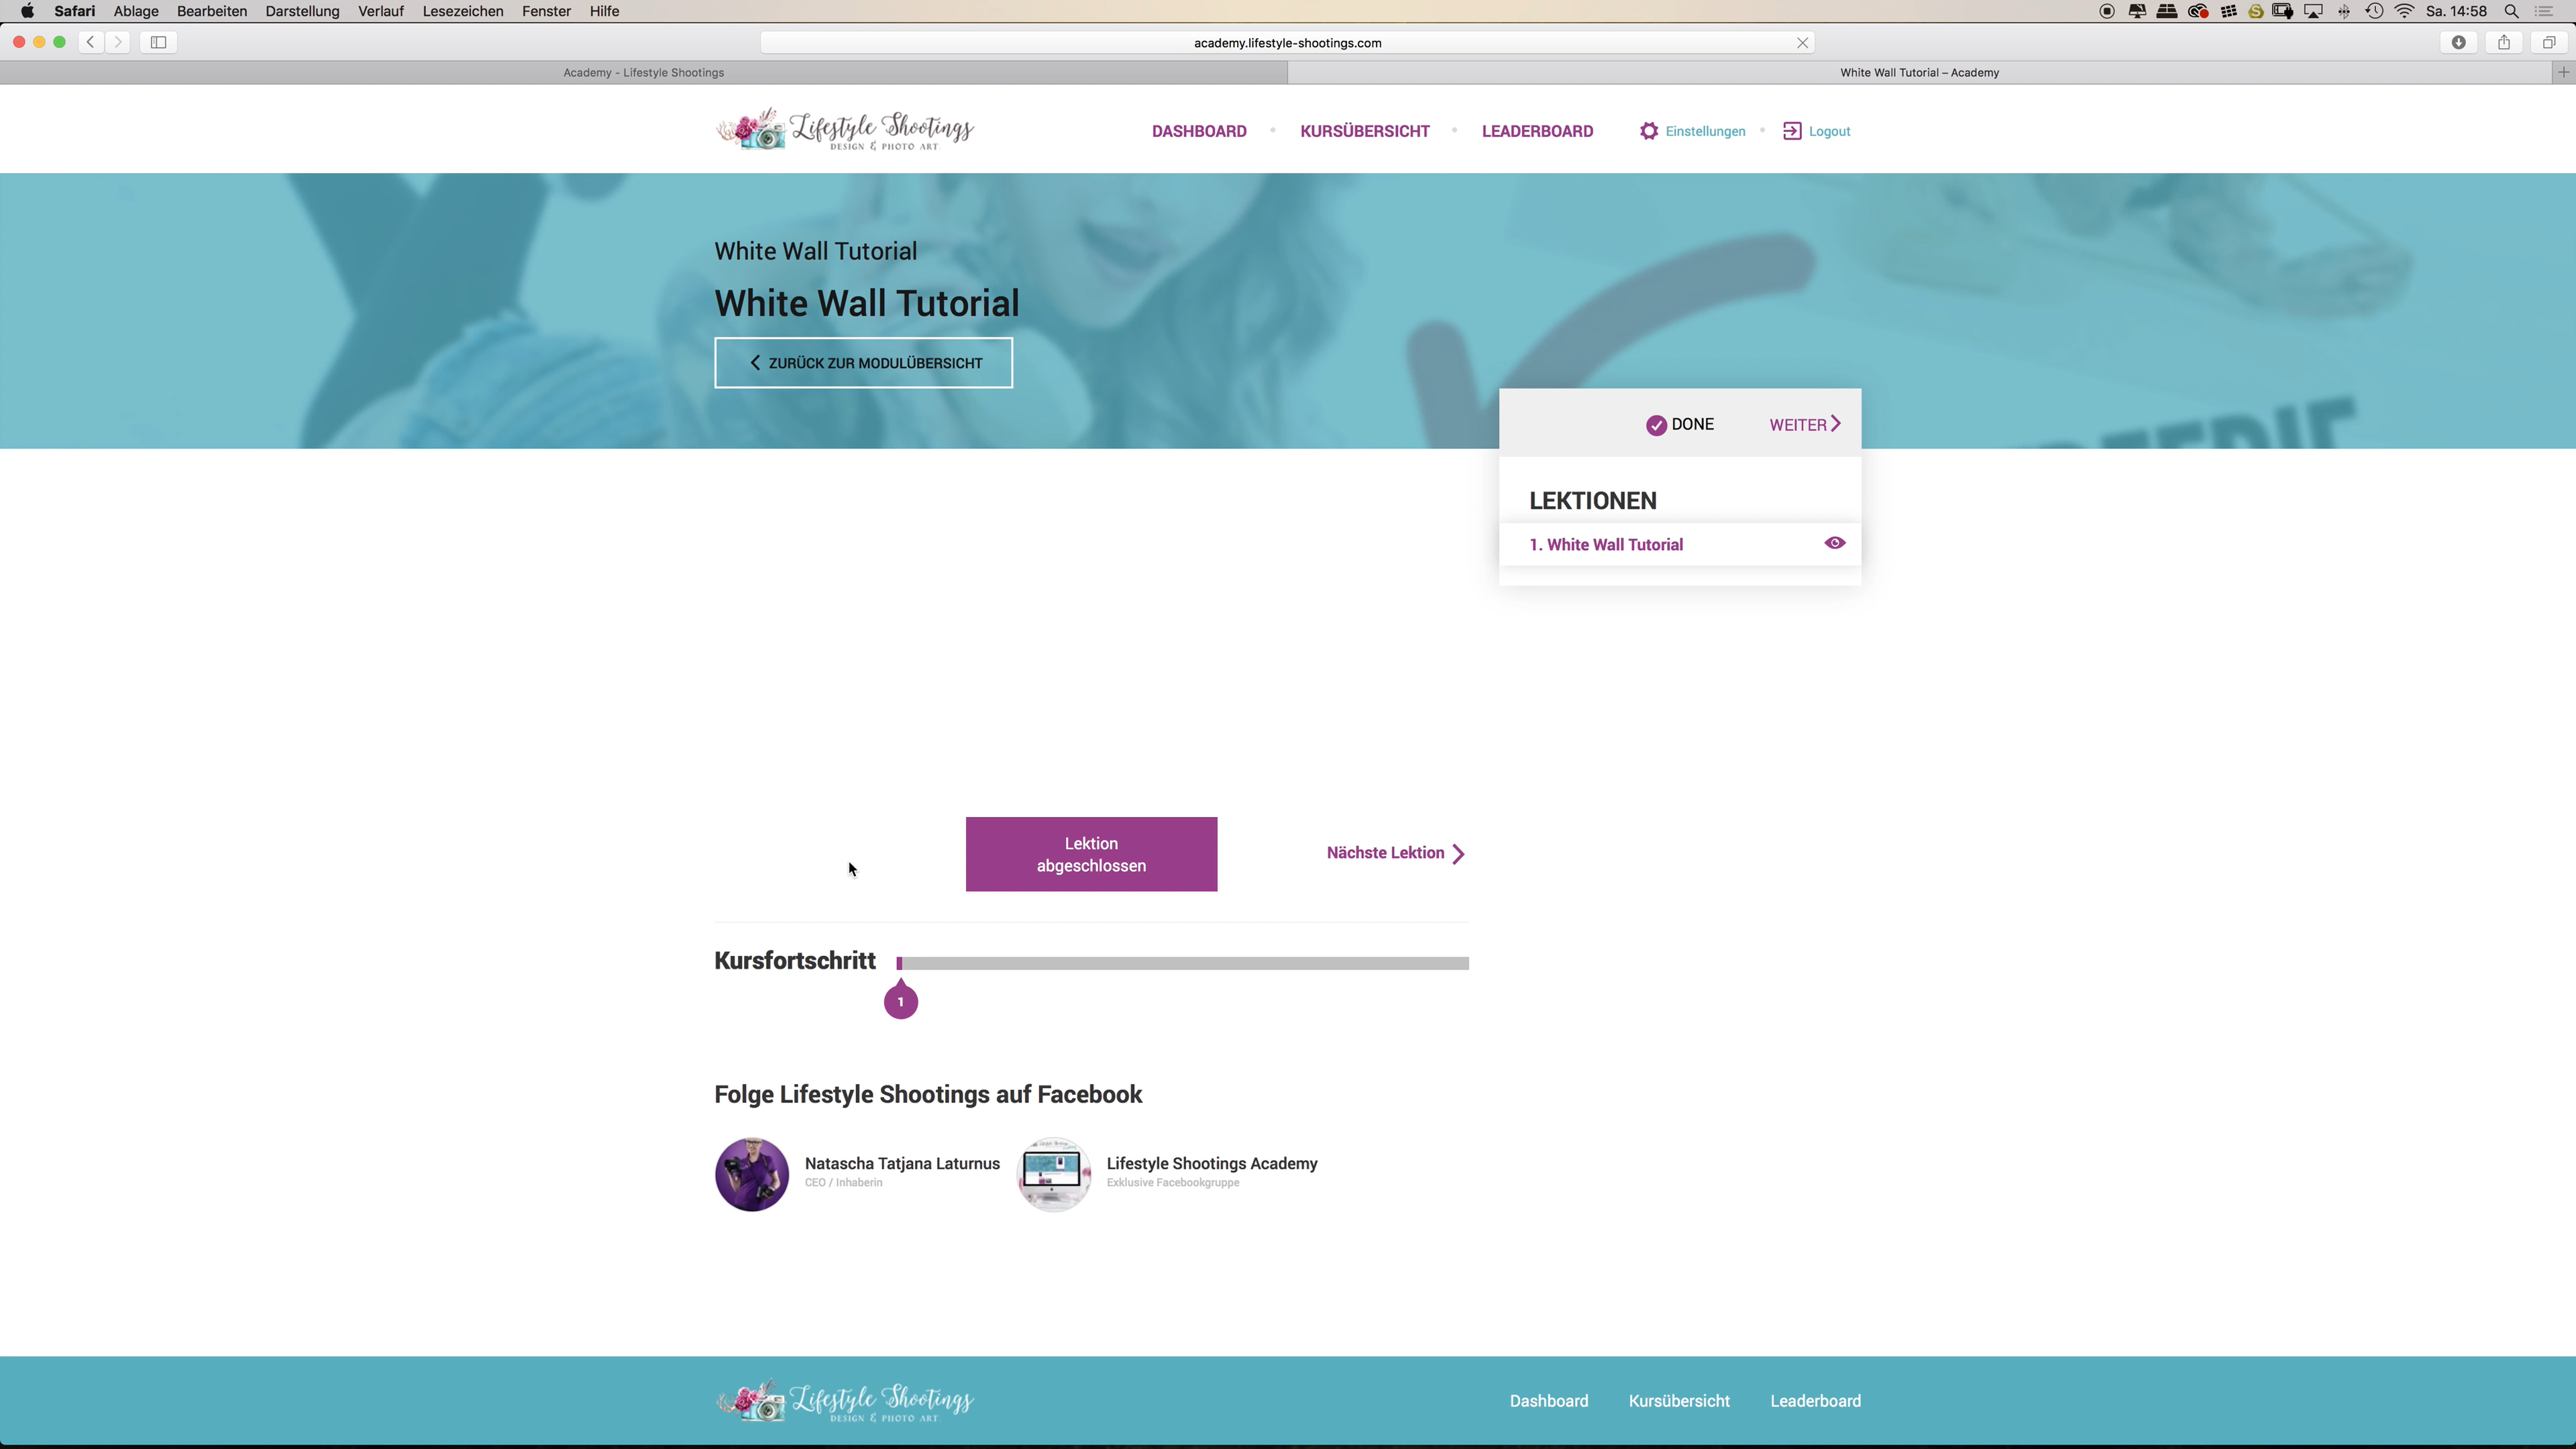 Safari Ablage Bearbeiten Darstellung Verlauf Lesezeichen Fenster Hilfe Sa. 14:58
academy.lifestyle-shootings.com
Academy - Lifestyle Shootings White Wall Tutorial – Academy
Lifestyle Shootings
DESIGN & PHOTO ART.
DASHBOARD KURSÜBERSICHT LEADERBOARD Einstellungen Logout
White Wall Tutorial
White Wall Tutorial
ZURÜCK ZUR MODULÜBERSICHT
DONE WEITER
LEKTIONEN
1. White Wall Tutorial
Lektion
abgeschlossen
Nächste Lektion
Kursfortschritt
1
Folge Lifestyle Shootings auf Facebook
Natascha Tatjana Laturnus
CEO / Inhaberin
Lifestyle Shootings Academy
Exklusive Facebookgruppe
Lifestyle Shootings
DESIGN & PHOTO ART.
Dashboard Kursübersicht Leaderboard